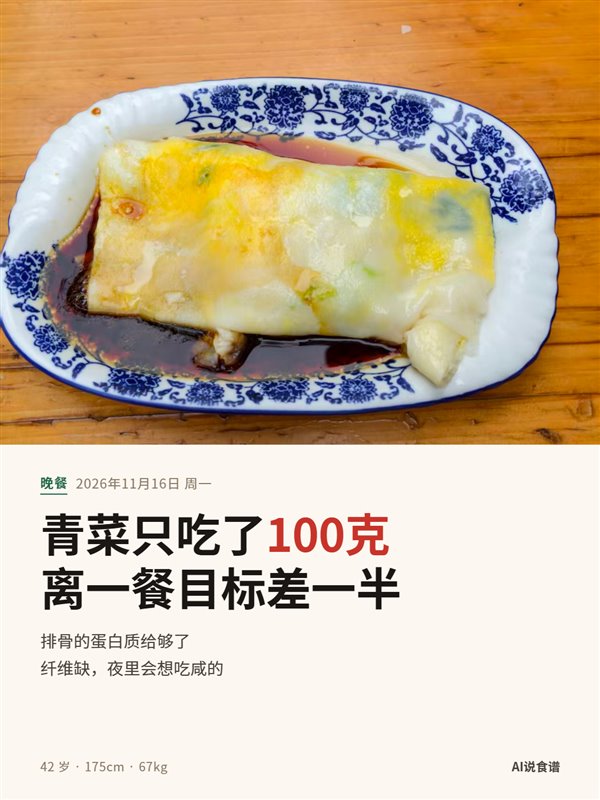 晚餐 2026年11月16日 周一
青菜只吃了100克
离一餐目标差一半
排骨的蛋白质给够了
纤维缺，夜里会想吃咸的
42 岁 · 175cm · 67kg
AI说食谱